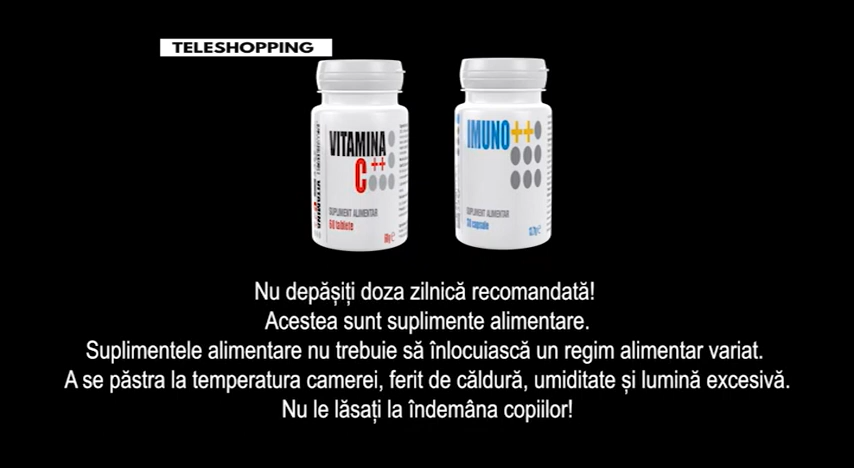 TELESHOPPING
VITAMINA
C++
SUPLIMENT ALIMENTAR
50 tablete
VITAMINA
IMUNO++
SUPLIMENT ALIMENTAR
30 capsule
Nu depășiți doza zilnică recomandată!
Acestea sunt suplimente alimentare.
Suplimentele alimentare nu trebuie să înlocuiască un regim alimentar variat.
A se păstra la temperatura camerei, ferit de căldură, umiditate și lumină excesivă.
Nu le lăsați la îndemâna copiilor!